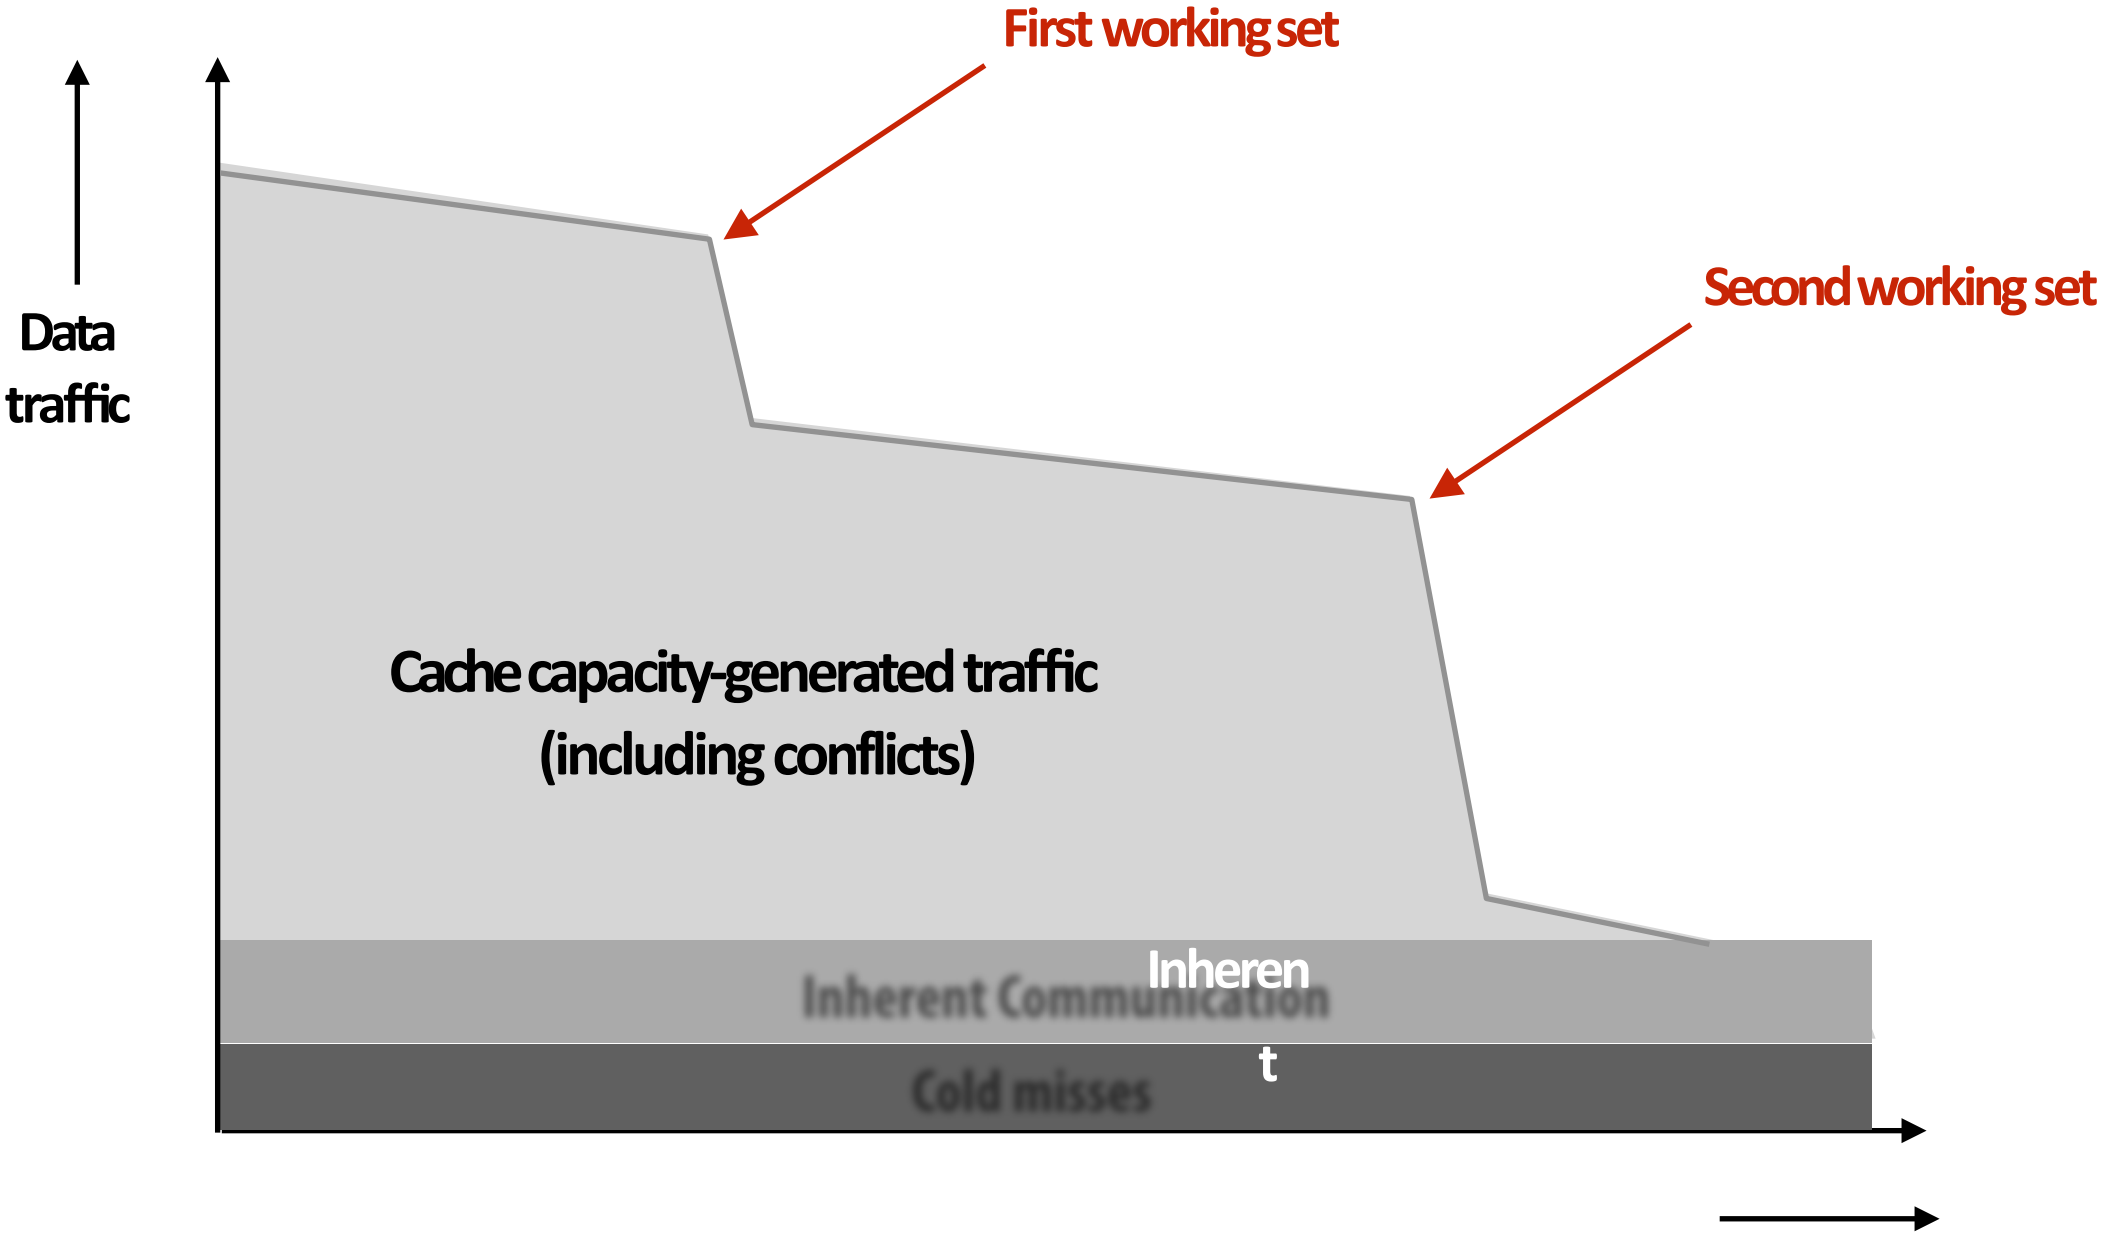 First working set
Second working set
Data
traffic
Cache capacity-generated traffic
(including conflicts)
Inheren
Inherent Communication
t
Cold misses